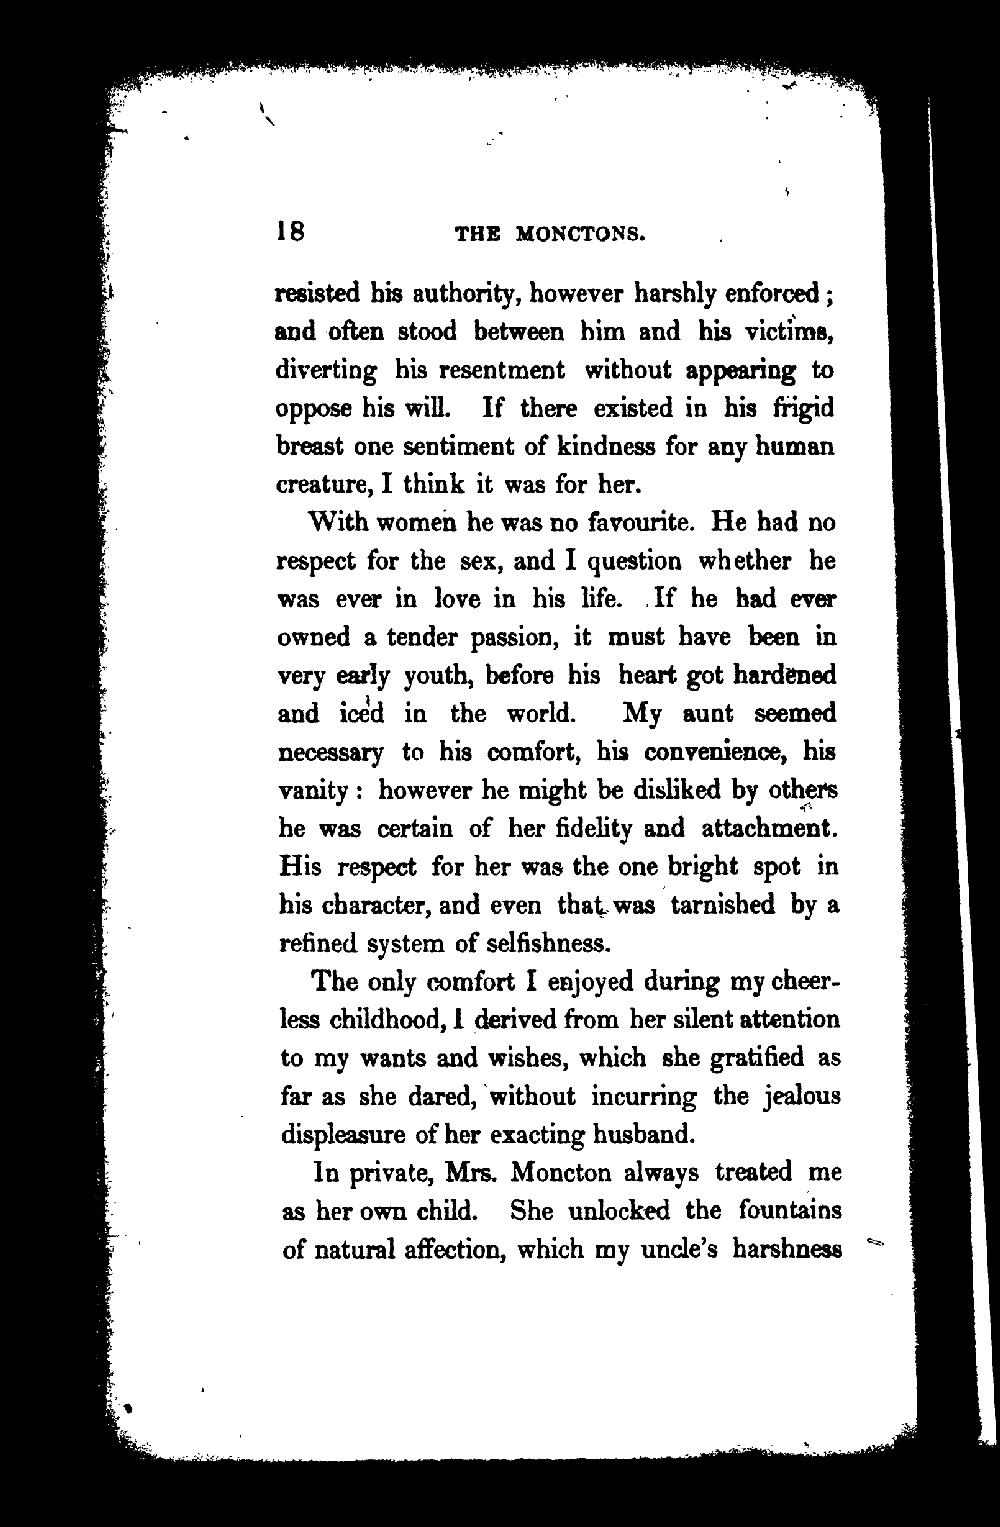 18 THE MONCTONS.
resisted his authority, however harshly enforced ;
and often stood between him and his victims,
diverting his resentment without appearing to
oppose his will. If there existed in his frigid
breast one sentiment of kindness for any human
creature, I think it was for her.
With women he was no favourite. He had no
respect for the sex, and I question whether he
was ever in love in his life. If he had ever
owned a tender passion, it must have been in
very early youth, before his heart got hardened
and iced in the world. My aunt seemed
necessary to his comfort, his convenience, his
vanity : however he might be disliked by others
he was certain of her fidelity and attachment.
His respect for her was the one bright spot in
his character, and even that was tarnished by a
refined system of selfishness.
The only comfort I enjoyed during my cheer-
less childhood, I derived from her silent attention
to my wants and wishes, which she gratified as
far as she dared, without incurring the jealous
displeasure of her exacting husband.
In private, Mrs. Moncton always treated me
as her own child. She unlocked the fountains
of natural affection, which my uncle's harshness